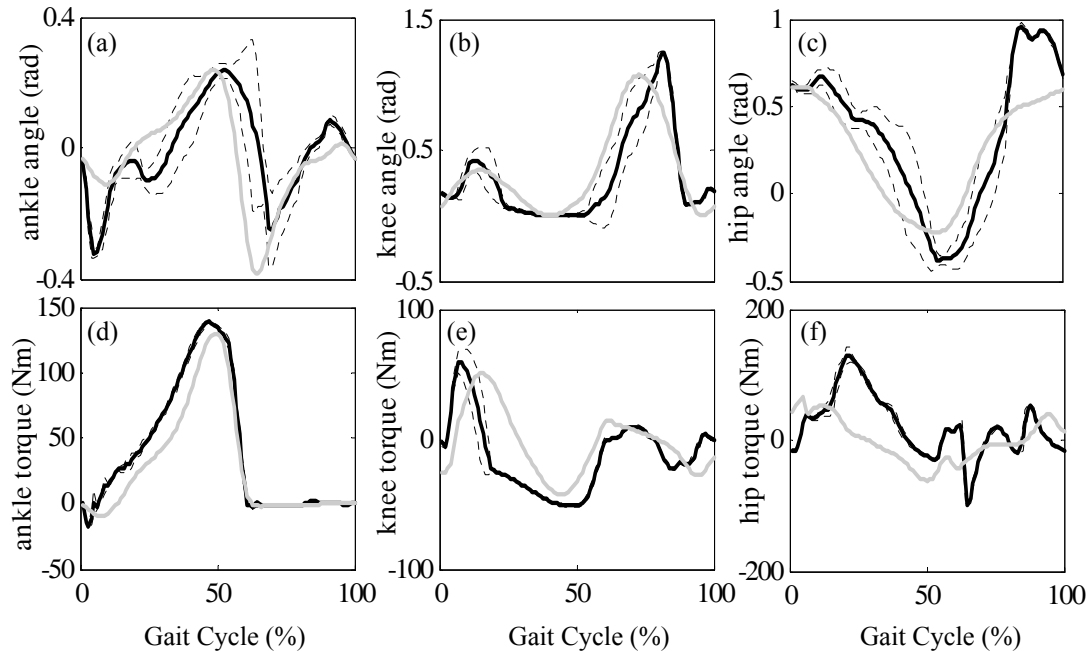 (a)
0.4
0
-0.4
ankle angle (rad)
(b)
1.5
0.5
-0.5
knee angle (rad)
(c)
1
0.5
0
-0.5
hip angle (rad)
(d)
150
100
50
0
-50
ankle torque (Nm)
0
50
100
Gait Cycle (%)
(e)
100
0
-100
knee torque (Nm)
0
50
100
Gait Cycle (%)
(f)
200
0
-200
hip torque (Nm)
0
50
100
Gait Cycle (%)